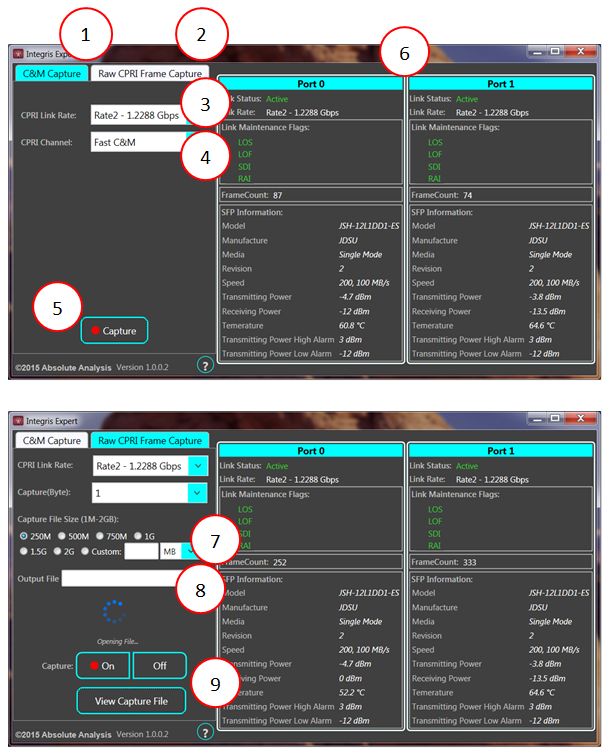 1
2
6
Integris Expert
C&M Capture
Raw CPRI Frame Capture
CPRI Link Rate: Rate2 - 1.2288 Gbps
3
CPRI Channel: Fast C&M
4
5
Capture
©2015 Absolute Analysis Version 1.0.0.2 ?
Port 0
Link Status: Active
Link Rate: Rate2 - 1.2288 Gbps
Link Maintenance Flags:
LOS
LOF
SDI
RAI
FrameCount: 87
SFP Information:
Model JSH-12L1DD1-ES
Manufacture JDSU
Media Single Mode
Revision 2
Speed 200, 100 MB/s
Transmitting Power -4.7 dBm
Receiving Power -12 dBm
Temerature 60.8 °C
Transmitting Power High Alarm 3 dBm
Transmitting Power Low Alarm -12 dBm
Port 1
Link Status: Active
Link Rate: Rate2 - 1.2288 Gbps
Link Maintenance Flags:
LOS
LOF
SDI
RAI
FrameCount: 74
SFP Information:
Model JSH-12L1DD1-ES
Manufacture JDSU
Media Single Mode
Revision 2
Speed 200, 100 MB/s
Transmitting Power -3.8 dBm
Receiving Power -13.5 dBm
Temerature 64.6 °C
Transmitting Power High Alarm 3 dBm
Transmitting Power Low Alarm -12 dBm
Integris Expert
C&M Capture
Raw CPRI Frame Capture
CPRI Link Rate: Rate2 - 1.2288 Gbps
Capture(Byte): 1
Capture File Size (1M-2GB):
250M 500M 750M 1G
1.5G 2G Custom: MB
7
Output File
8
Opening File...
Capture: On Off
9
View Capture File
©2015 Absolute Analysis Version 1.0.0.2 ?
Port 0
Link Status: Active
Link Rate: Rate2 - 1.2288 Gbps
Link Maintenance Flags:
LOS
LOF
SDI
RAI
FrameCount: 252
SFP Information:
Model JSH-12L1DD1-ES
Manufacture JDSU
Media Single Mode
Revision 2
Speed 200, 100 MB/s
Transmitting Power -4.7 dBm
Receiving Power 0 dBm
Temerature 52.2 °C
Transmitting Power High Alarm 3 dBm
Transmitting Power Low Alarm -12 dBm
Port 1
Link Status: Active
Link Rate: Rate2 - 1.2288 Gbps
Link Maintenance Flags:
LOS
LOF
SDI
RAI
FrameCount: 333
SFP Information:
Model JSH-12L1DD1-ES
Manufacture JDSU
Media Single Mode
Revision 2
Speed 200, 100 MB/s
Transmitting Power -3.8 dBm
Receiving Power -13.5 dBm
Temerature 64.6 °C
Transmitting Power High Alarm 3 dBm
Transmitting Power Low Alarm -12 dBm